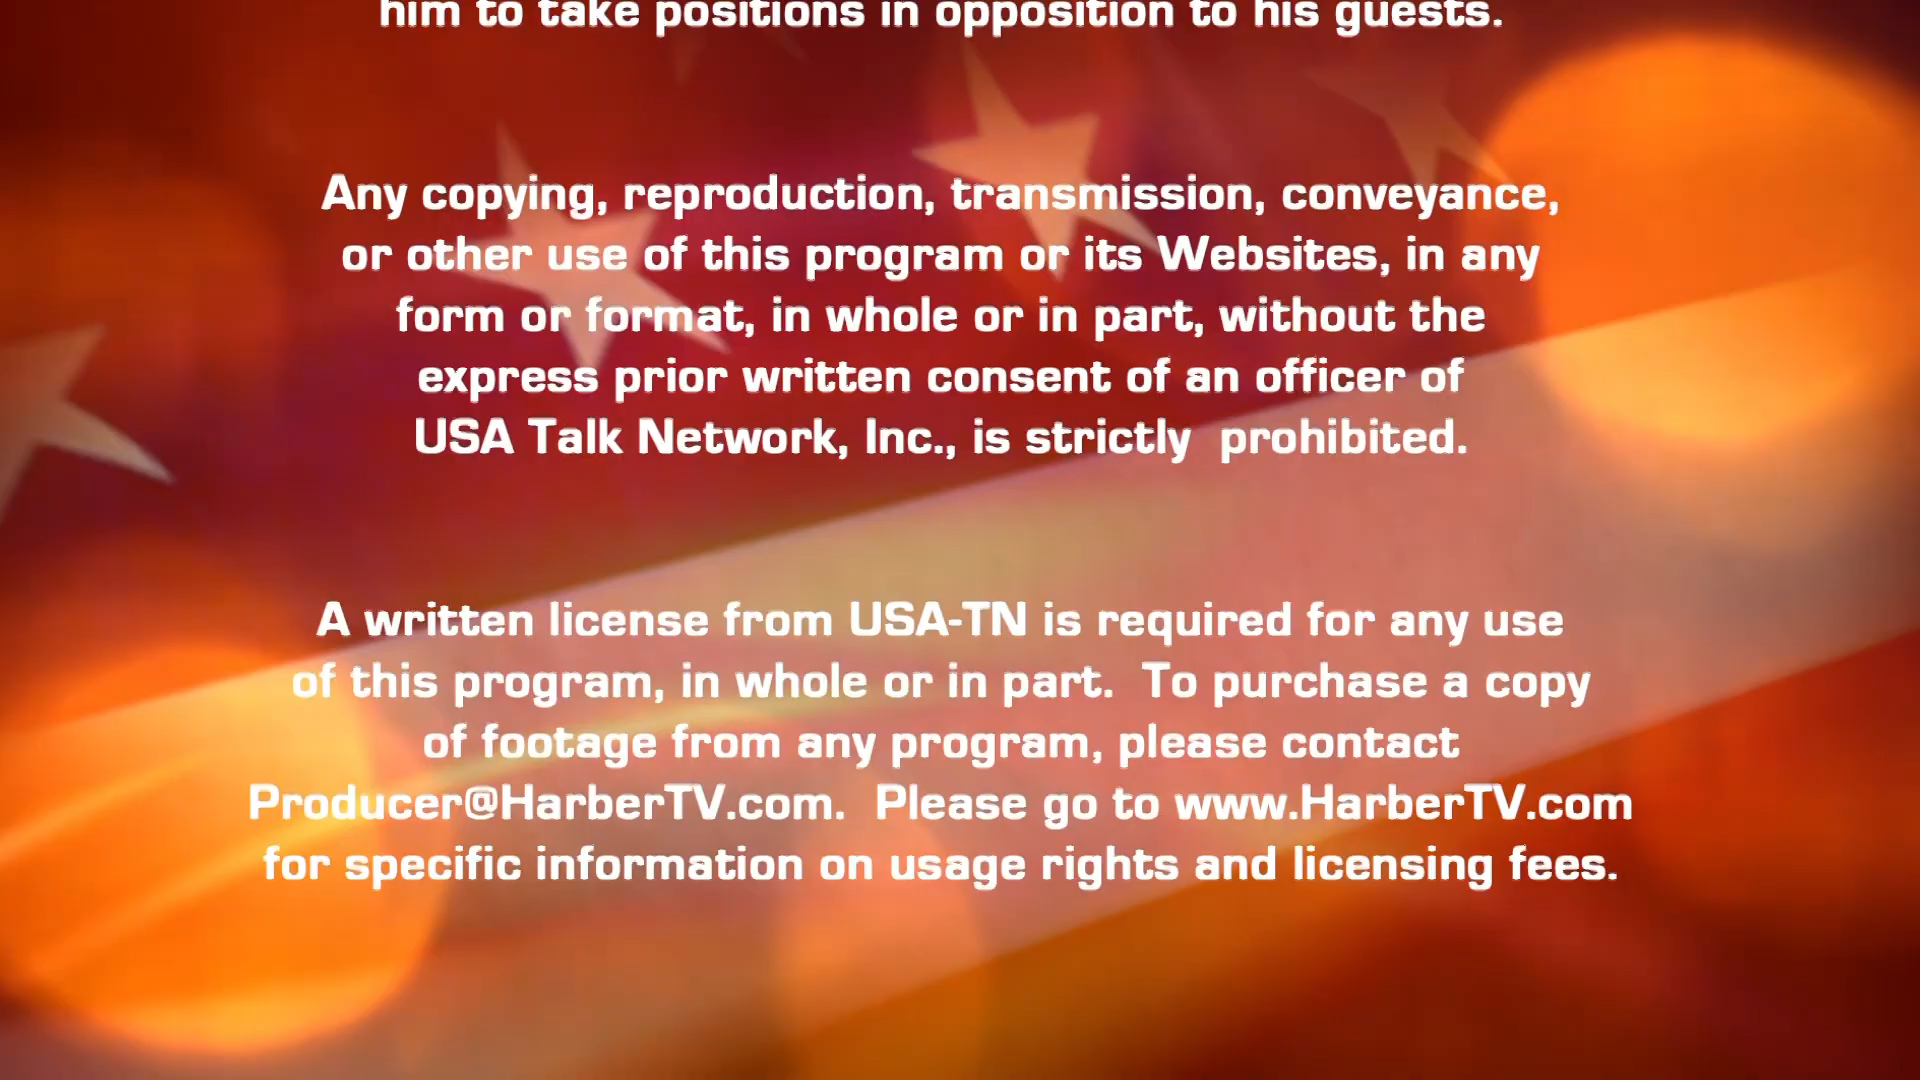 him to take positions in opposition to his guests.
Any copying, reproduction, transmission, conveyance,
or other use of this program or its Websites, in any
form or format, in whole or in part, without the
express prior written consent of an officer of
USA Talk Network, Inc., is strictly  prohibited.
A written license from USA-TN is required for any use
of this program, in whole or in part.  To purchase a copy
of footage from any program, please contact
Producer@HarberTV.com.  Please go to www.HarberTV.com
for specific information on usage rights and licensing fees.